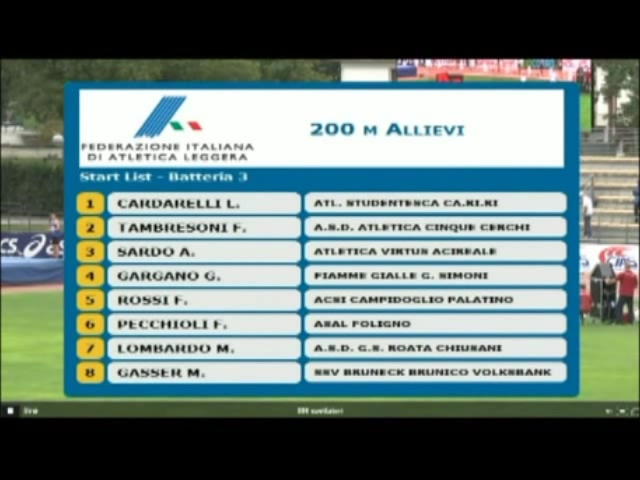 FEDERAZIONE ITALIANA
DI ATLETICA LEGGERA
200 M ALLIEVI
Start List - Batteria 3
1 CARDARELLI L. ATL. STUDENTESCA CA.RI.RI
2 TAMBRESONI F. A.S.D. ATLETICA CINQUE CERCHI
3 SARDO A. ATLETICA VIRTUS ACIREALE
4 GARGANO G. FIAMME GIALLE G. SIMONI
5 ROSSI F. ACSI CAMPIDOGLIO PALATINO
6 PECCHIOLI F. ASAL FOLIGNO
7 LOMBARDO M. A.S.D. G.S. ROATA CHIUSANI
8 GASSER M. SSV BRUNECK BRUNICO VOLKSBANK
asics